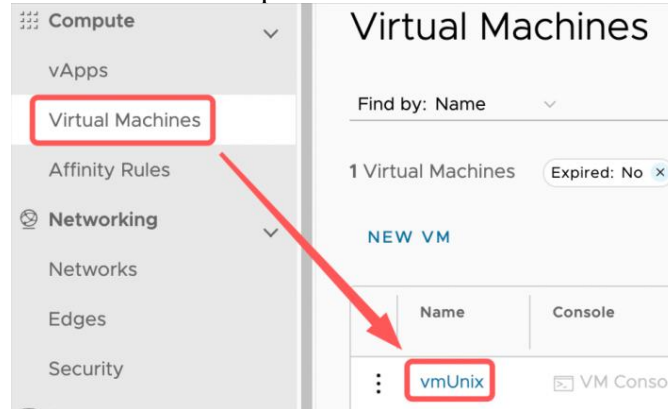 Compute
vApps
Virtual Machines
Affinity Rules
Networking
Networks
Edges
Security
Virtual Machines
Find by: Name
1 Virtual Machines Expired: No ×
NEW VM
Name Console
vmUnix VM Conso